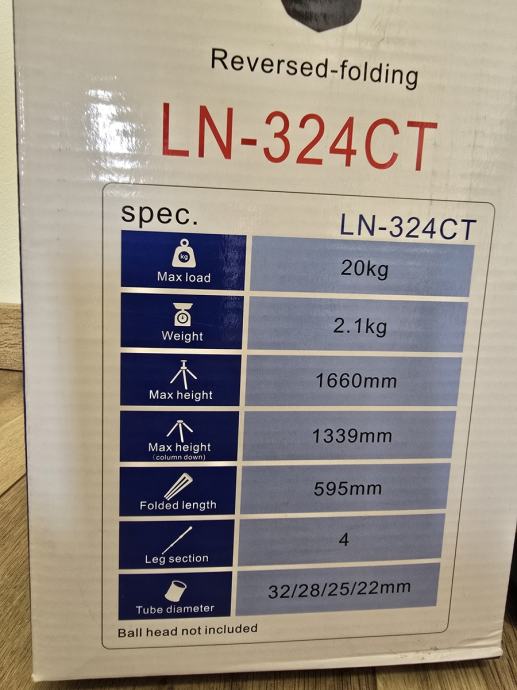 Reversed-folding
LN-324CT
spec. LN-324CT
kg
Max load 20kg
Weight 2.1kg
Max height 1660mm
Max height 1339mm
(column down)
Folded length 595mm
Leg section 4
Tube diameter 32/28/25/22mm
Ball head not included